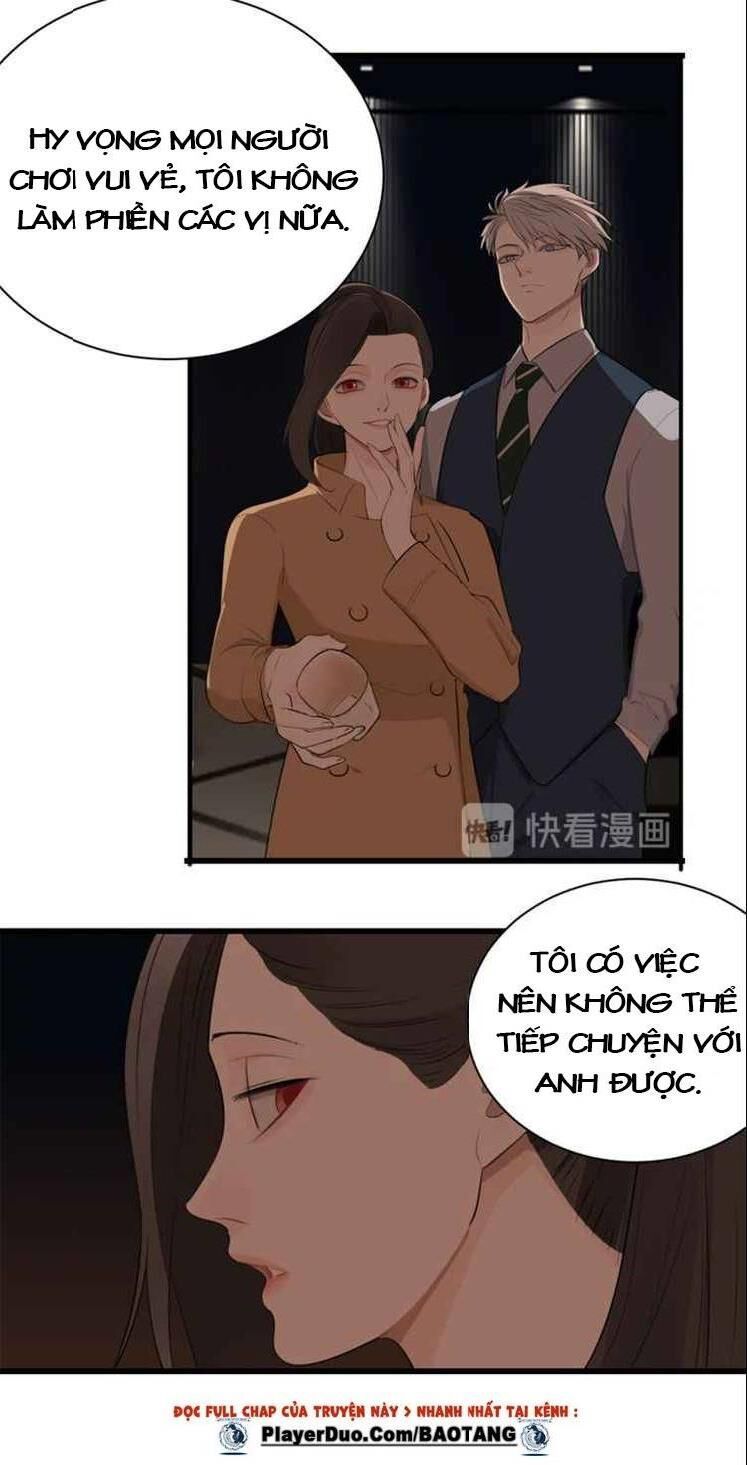 HY VỌNG MỌI NGƯỜI
CHƠI VUI VẺ, TÔI KHÔNG
LÀM PHIỀN CÁC VỊ NỮA.
快看! 快看漫画
TÔI CÓ VIỆC
NÊN KHÔNG THỂ
TIẾP CHUYỆN VỚI
ANH ĐƯỢC.
ĐỌC FULL CHAP CỦA TRUYỆN NÀY > NHANH NHẤT TẠI KÊNH :
PLAYERDUO.COM/BAOTANG